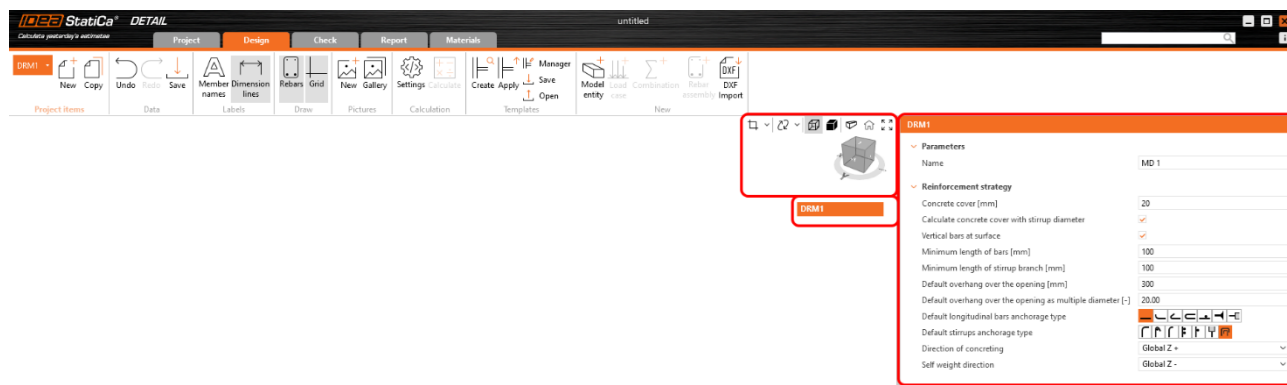 IDEA StatiCa® DETAIL
untitled
Calculate yesterday's estimates
Project Design Check Report Materials
DRM1
New Copy Undo Redo Save Member names Dimension lines Rebars Grid New Gallery Settings Calculate Create Apply Manager Save Open Model entity Load case Combination Rebar assembly DXF Import
DXF
Project items Data Labels Draw Pictures Calculation Templates New
DRM1
Parameters
Name MD 1
Reinforcement strategy
DRM1
Concrete cover [mm] 20
Calculate concrete cover with stirrup diameter
Vertical bars at surface
Minimum length of bars [mm] 100
Minimum length of stirrup branch [mm] 100
Default overhang over the opening [mm] 300
Default overhang over the opening as multiple diameter [-] 20.00
Default longitudinal bars anchorage type
Default stirrups anchorage type
Direction of concreting Global Z +
Self weight direction Global Z -